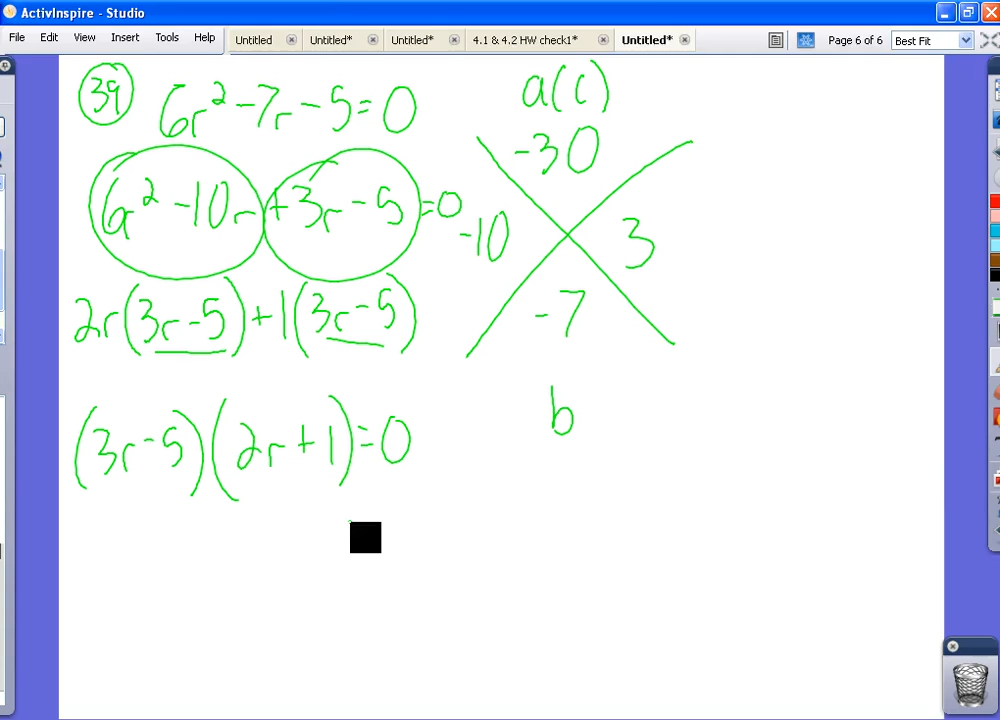 ActivInspire - Studio
File Edit View Insert Tools Help Untitled Untitled* Untitled* 4.1 & 4.2 HW check1* Untitled* Page 6 of 6 Best Fit
39 6r² - 7r - 5 = 0
a(c)
-30
6r² - 10r + 3r - 5 = 0
-10 3
-7
2r(3r - 5) + 1(3r - 5)
b
(3r - 5)(2r + 1) = 0